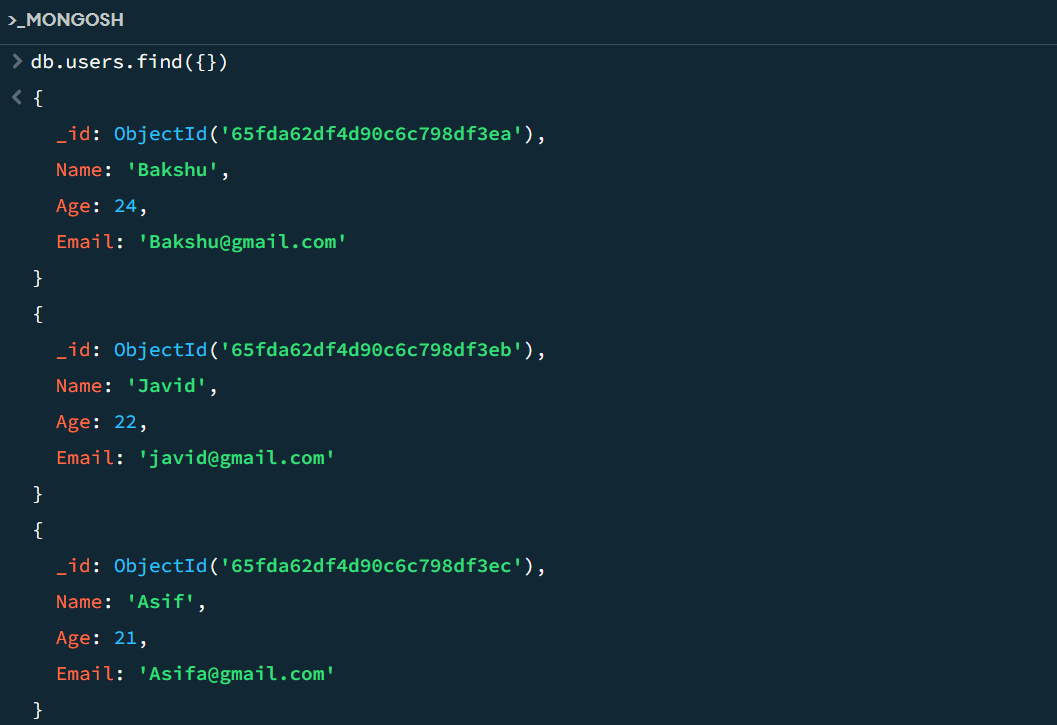 >_MONGOSH
> db.users.find({})
< {
_id: ObjectId('65fda62df4d90c6c798df3ea'),
Name: 'Bakshu',
Age: 24,
Email: 'Bakshu@gmail.com'
}
{
_id: ObjectId('65fda62df4d90c6c798df3eb'),
Name: 'Javid',
Age: 22,
Email: 'javid@gmail.com'
}
{
_id: ObjectId('65fda62df4d90c6c798df3ec'),
Name: 'Asif',
Age: 21,
Email: 'Asifa@gmail.com'
}